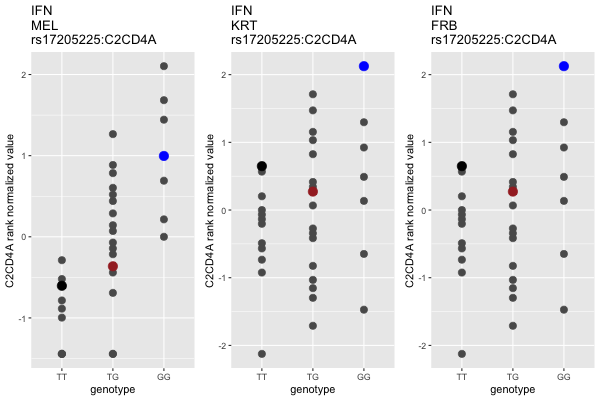 IFN
MEL
rs17205225:C2CD4A
IFN
KRT
rs17205225:C2CD4A
IFN
FRB
rs17205225:C2CD4A
C2CD4A rank normalized value
2
1
0
-1
TT
TG
GG
genotype
C2CD4A rank normalized value
2
1
0
-1
-2
TT
TG
GG
genotype
C2CD4A rank normalized value
2
1
0
-1
-2
TT
TG
GG
genotype